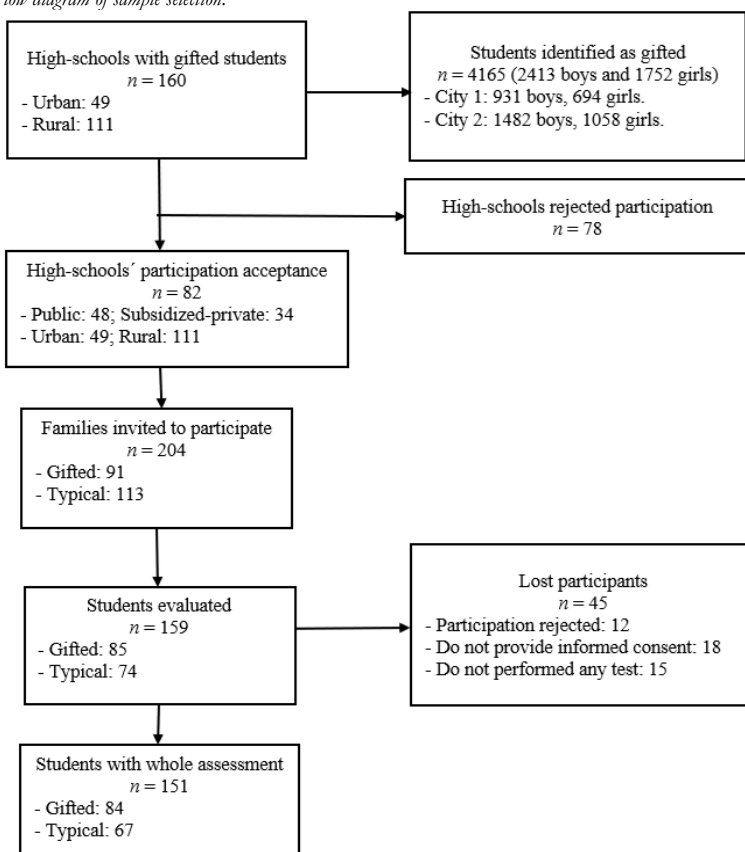 low diagram of sample selection.
High-schools with gifted students
n = 160
- Urban: 49
- Rural: 111
Students identified as gifted
n = 4165 (2413 boys and 1752 girls)
- City 1: 931 boys, 694 girls.
- City 2: 1482 boys, 1058 girls.
High-schools rejected participation
n = 78
High-schools´ participation acceptance
n = 82
- Public: 48; Subsidized-private: 34
- Urban: 49; Rural: 111
Families invited to participate
n = 204
- Gifted: 91
- Typical: 113
Students evaluated
n = 159
- Gifted: 85
- Typical: 74
Lost participants
n = 45
- Participation rejected: 12
- Do not provide informed consent: 18
- Do not performed any test: 15
Students with whole assessment
n = 151
- Gifted: 84
- Typical: 67